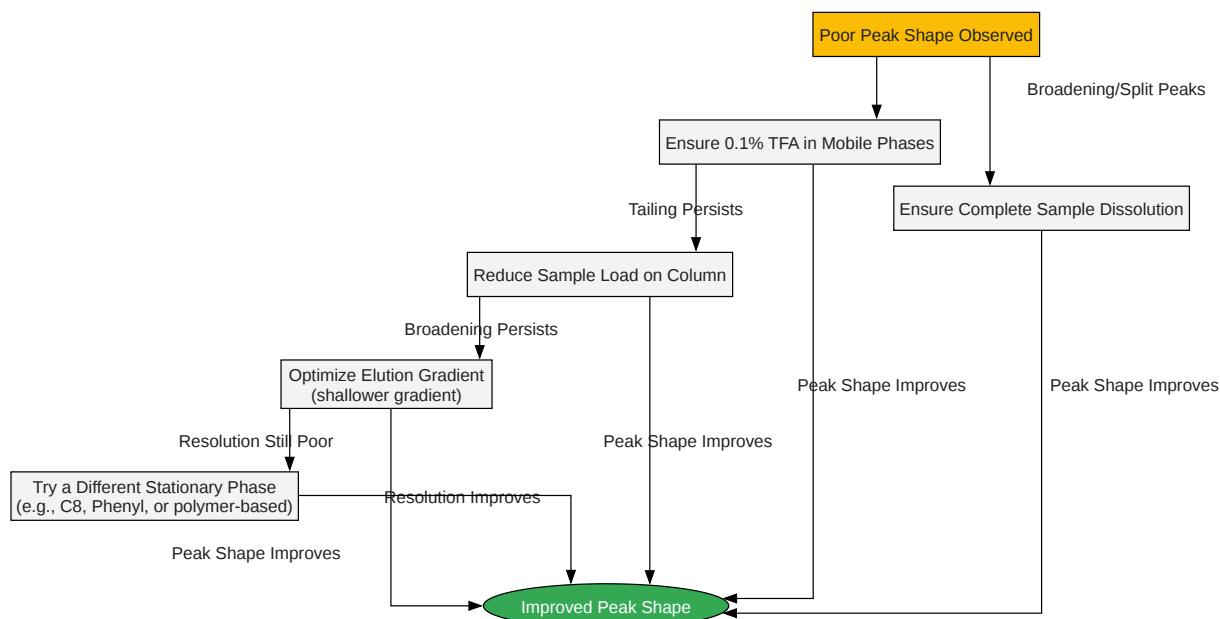 Poor Peak Shape Observed
Broadening/Split Peaks
Ensure 0.1% TFA in Mobile Phases
Tailing Persists
Ensure Complete Sample Dissolution
Reduce Sample Load on Column
Broadening Persists
Optimize Elution Gradient
(shallower gradient)
Peak Shape Improves
Peak Shape Improves
Resolution Still Poor
Peak Shape Improves
Try a Different Stationary Phase
(e.g., C8, Phenyl, or polymer-based)
Resolution Improves
Peak Shape Improves
Improved Peak Shape